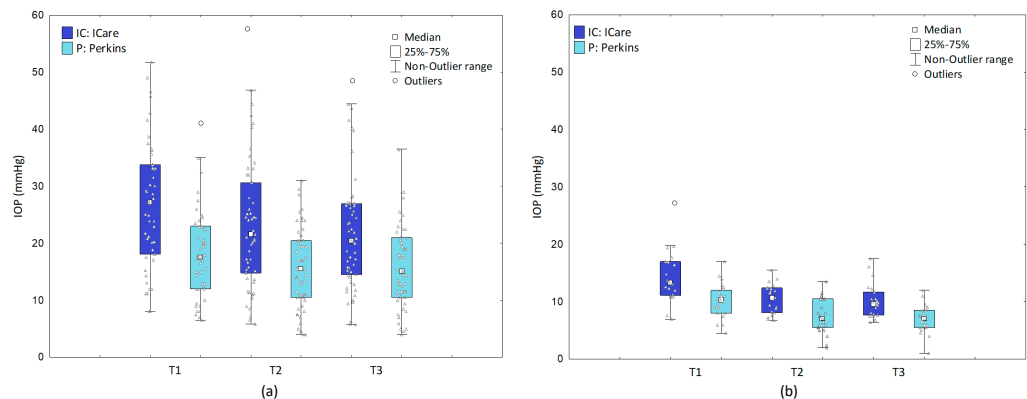 60
50
40
30
20
10
0
IOP (mmHg)
IC: ICare
P: Perkins
Median
25%-75%
Non-Outlier range
Outliers
T1
T2
T3
(a)
60
50
40
30
20
10
0
IOP (mmHg)
IC: ICare
P: Perkins
Median
25%-75%
Non-Outlier range
Outliers
T1
T2
T3
(b)